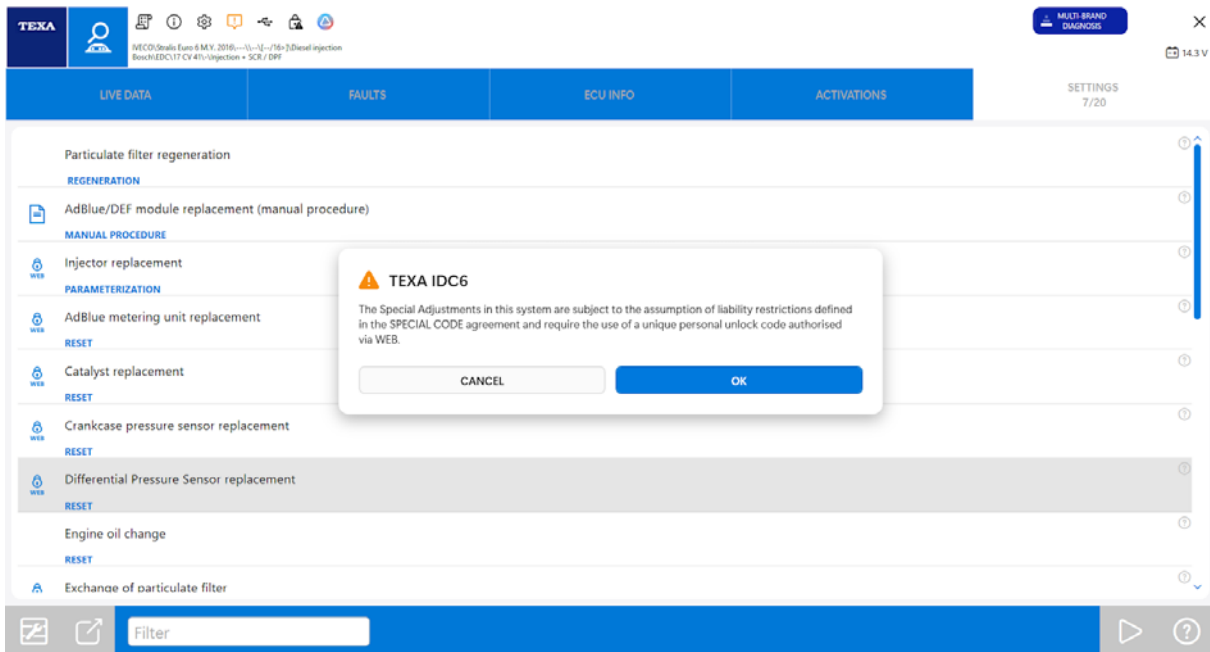 TEXA
MULTI-BRAND
DIAGNOSIS
IVECO\Stralis Euro 6 M.Y. 2016\---\\--\[--/16>]\Diesel injection
Bosch\EDC\17 CV 41\-\Injection + SCR / DPF
14.3 V
LIVE DATA
FAULTS
ECU INFO
ACTIVATIONS
SETTINGS
7/20
Particulate filter regeneration
REGENERATION
AdBlue/DEF module replacement (manual procedure)
MANUAL PROCEDURE
WEB
Injector replacement
PARAMETERIZATION
WEB
AdBlue metering unit replacement
RESET
WEB
Catalyst replacement
RESET
WEB
Crankcase pressure sensor replacement
RESET
WEB
Differential Pressure Sensor replacement
RESET
Engine oil change
RESET
Exchange of particulate filter
TEXA IDC6
The Special Adjustments in this system are subject to the assumption of liability restrictions defined
in the SPECIAL CODE agreement and require the use of a unique personal unlock code authorised
via WEB.
CANCEL
OK
Filter